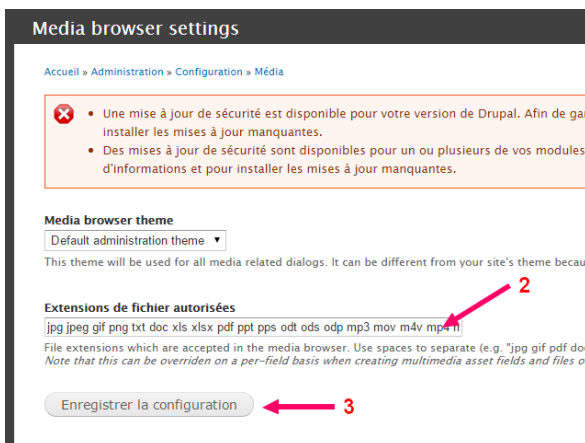 Media browser settings
Accueil » Administration » Configuration » Média
• Une mise à jour de sécurité est disponible pour votre version de Drupal. Afin de
installer les mises à jour manquantes.
• Des mises à jour de sécurité sont disponibles pour un ou plusieurs de vos modules
d'informations et pour installer les mises à jour manquantes.
Media browser theme
Default administration theme
This theme will be used for all media related dialogs. It can be different from your site's theme
2
Extensions de fichier autorisées
jpg jpeg gif png txt doc xls xlsx pdf ppt pps odt ods odp mp3 mov m4v mp4
File extensions which are accepted in the media browser. Use spaces to separate (e.g. "jpg gif pdf
Note that this can be overriden on a per-field basis when creating multimedia asset fields and files
Enregistrer la configuration
3